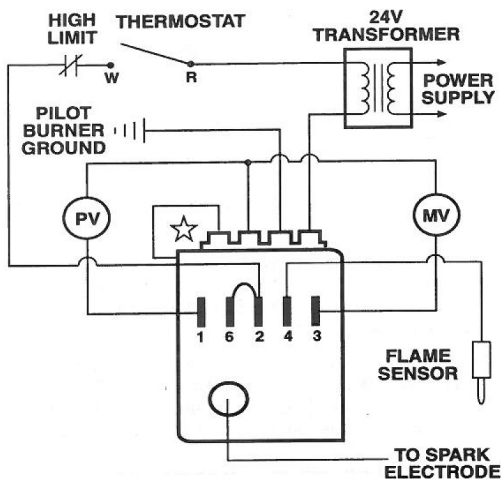 HIGH
LIMIT
THERMOSTAT
24V
TRANSFORMER
W
R
POWER
SUPPLY
PILOT
BURNER
GROUND
PV
MV
1 6 2 4 3
FLAME
SENSOR
TO SPARK
ELECTRODE